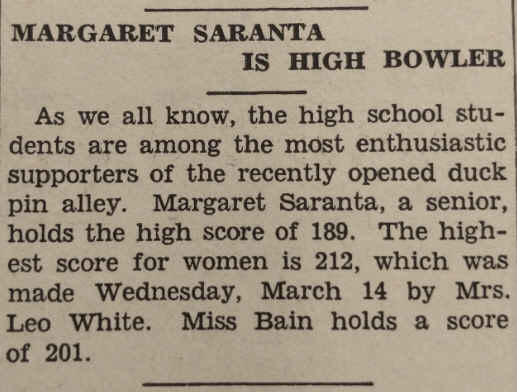 MARGARET SARANTA
IS HIGH BOWLER
As we all know, the high school stu-
dents are among the most enthusiastic
supporters of the recently opened duck
pin alley. Margaret Saranta, a senior,
holds the high score of 189. The high-
est score for women is 212, which was
made Wednesday, March 14 by Mrs.
Leo White. Miss Bain holds a score
of 201.